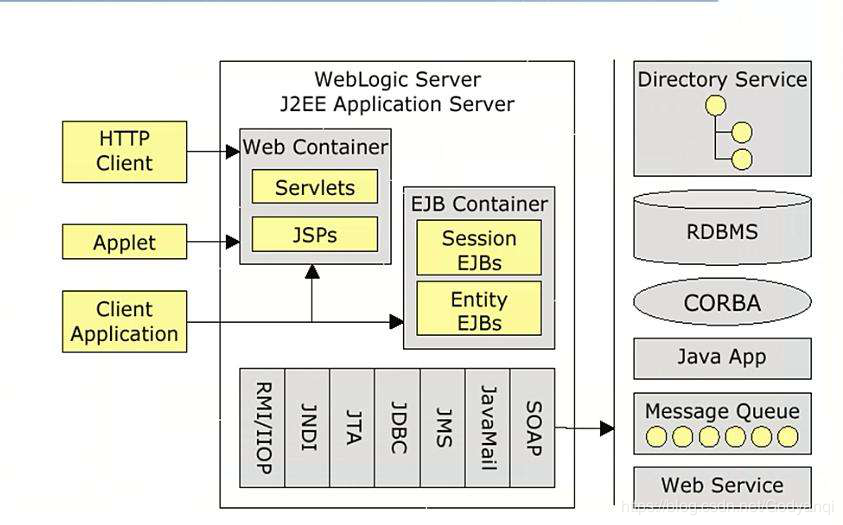 WebLogic Server
J2EE Application Server
HTTP
Client
Applet
Client
Application
Web Container
Servlets
JSPs
EJB Container
Session
EJBs
Entity
EJBs
RMI/IIOP
JNDI
JTA
JDBC
JMS
JavaMail
SOAP
Directory Service
RDBMS
CORBA
Java App
Message Queue
Web Service
https://blog.csdn.net/Godyanqi